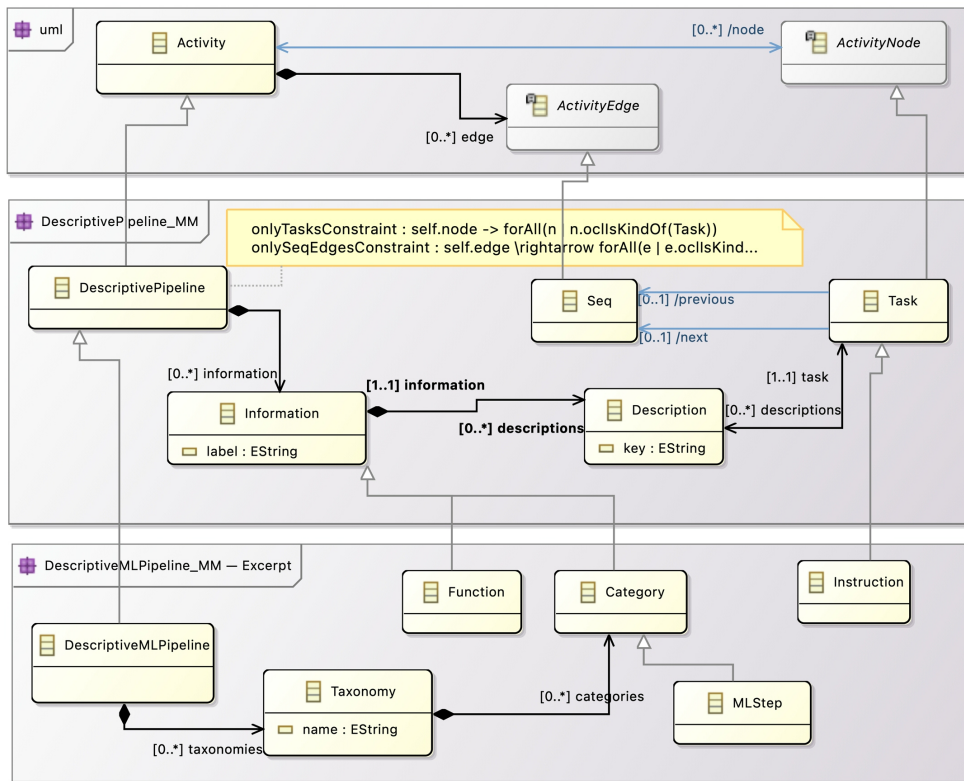 uml
Activity
[0..*] /node
ActivityNode
ActivityEdge
[0..*] edge
DescriptivePipeline_MM
onlyTasksConstraint : self.node -> forAll(n | n.oclIsKindOf(Task))
onlySeqEdgesConstraint : self.edge \rightarrow forAll(e | e.oclIsKind...
DescriptivePipeline
Seq
[0..1] /previous
Task
[0..1] /next
[0..*] information
[1..1] information
[1..1] task
Information
label : EString
[0..*] descriptions
Description
key : EString
[0..*] descriptions
DescriptiveMLPipeline_MM — Excerpt
Function
Category
Instruction
DescriptiveMLPipeline
Taxonomy
name : EString
[0..*] categories
MLStep
[0..*] taxonomies